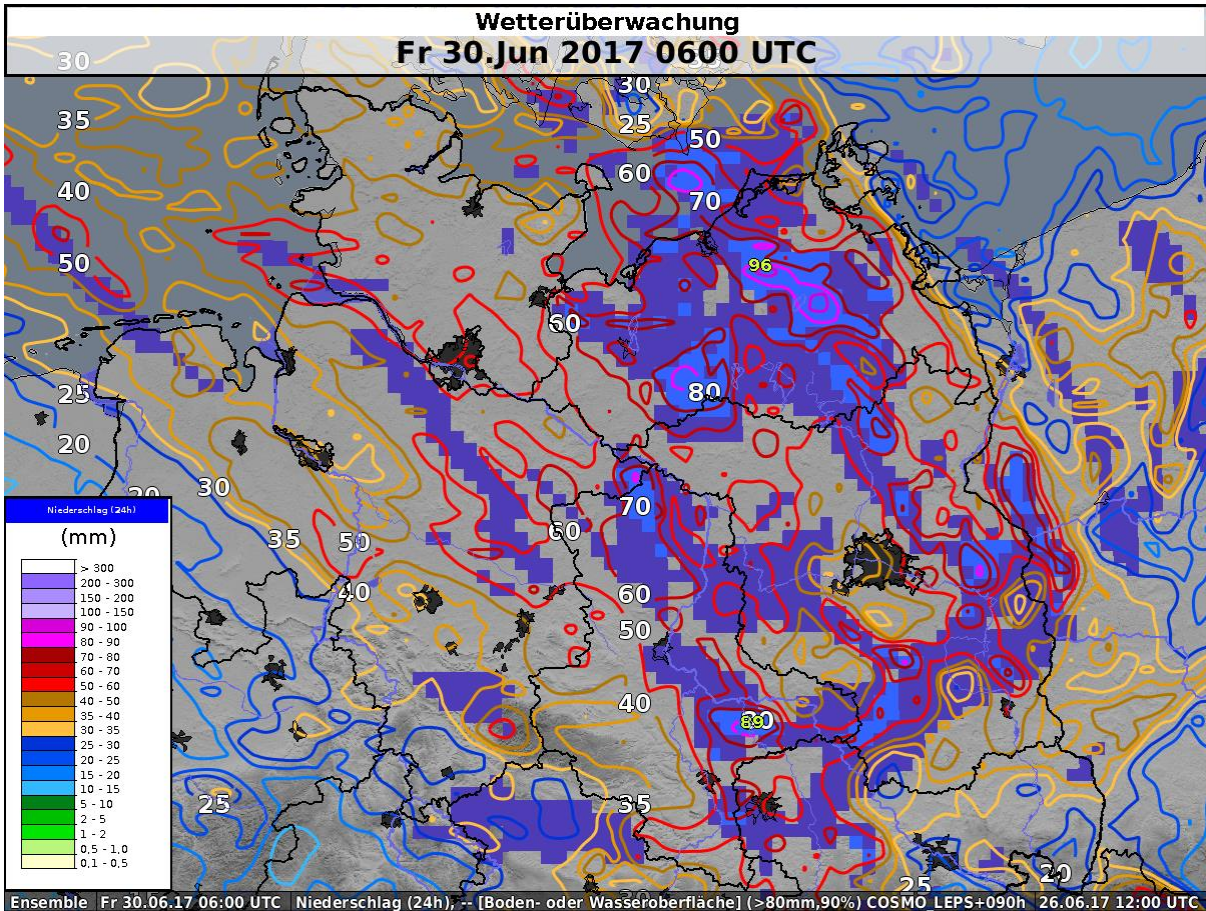 Wetterüberwachung
Fr 30.Jun 2017 0600 UTC
30
30
35
25
50
60
40
70
50
96
60
25
80
20
30
20
70
35
50
60
40
60
50
40
89
25
35
25
20
Niederschlag (24h)
(mm)
> 300
200 - 300
150 - 200
100 - 150
90 - 100
80 - 90
70 - 80
60 - 70
50 - 60
40 - 50
35 - 40
30 - 35
25 - 30
20 - 25
15 - 20
10 - 15
5 - 10
2 - 5
1 - 2
0,5 - 1,0
0,1 - 0,5
Ensemble Fr 30.06.17 06:00 UTC Niederschlag (24h), -- [Boden- oder Wasseroberfläche] (>80mm,90%) COSMO_LEPS+090h 26.06.17 12:00 UTC